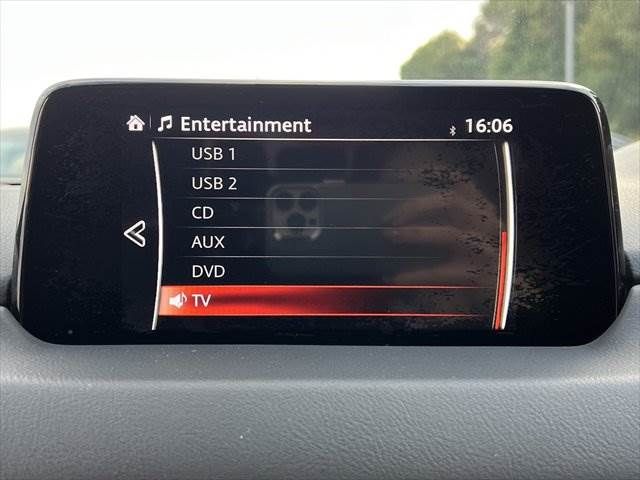 Entertainment 16:06
USB 1
USB 2
CD
AUX
DVD
TV